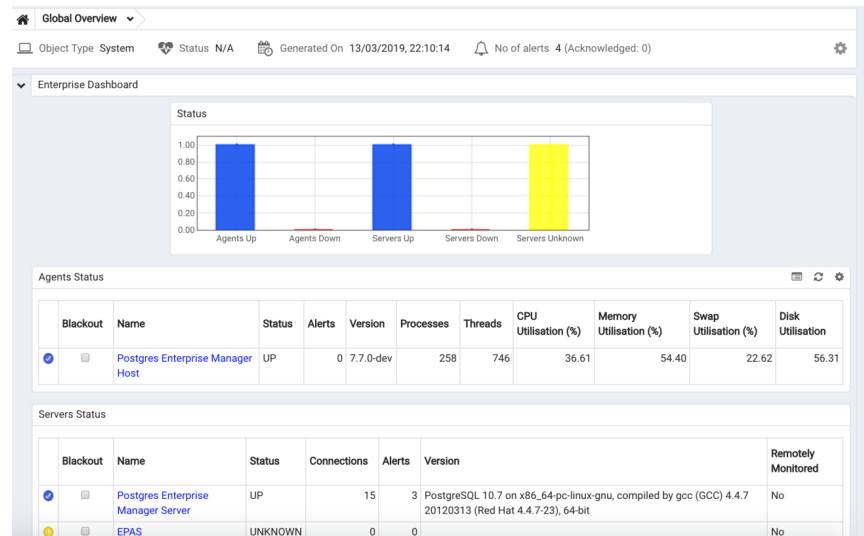 Global Overview
Object Type System Status N/A Generated On 13/03/2019, 22:10:14 No of alerts 4 (Acknowledged: 0)
Enterprise Dashboard
Status
1.00
0.80
0.60
0.40
0.20
0.00
Agents Up Agents Down Servers Up Servers Down Servers Unknown
Agents Status
Blackout Name Status Alerts Version Processes Threads CPU Utilisation (%) Memory Utilisation (%) Swap Utilisation (%) Disk Utilisation
Postgres Enterprise Manager Host UP 0 7.7.0-dev 258 746 36.61 54.40 22.62 56.31
Servers Status
Blackout Name Status Connections Alerts Version Remotely Monitored
Postgres Enterprise Manager Server UP 15 3 PostgreSQL 10.7 on x86_64-pc-linux-gnu, compiled by gcc (GCC) 4.4.7 20120313 (Red Hat 4.4.7-23), 64-bit No
EPAS UNKNOWN 0 0 No